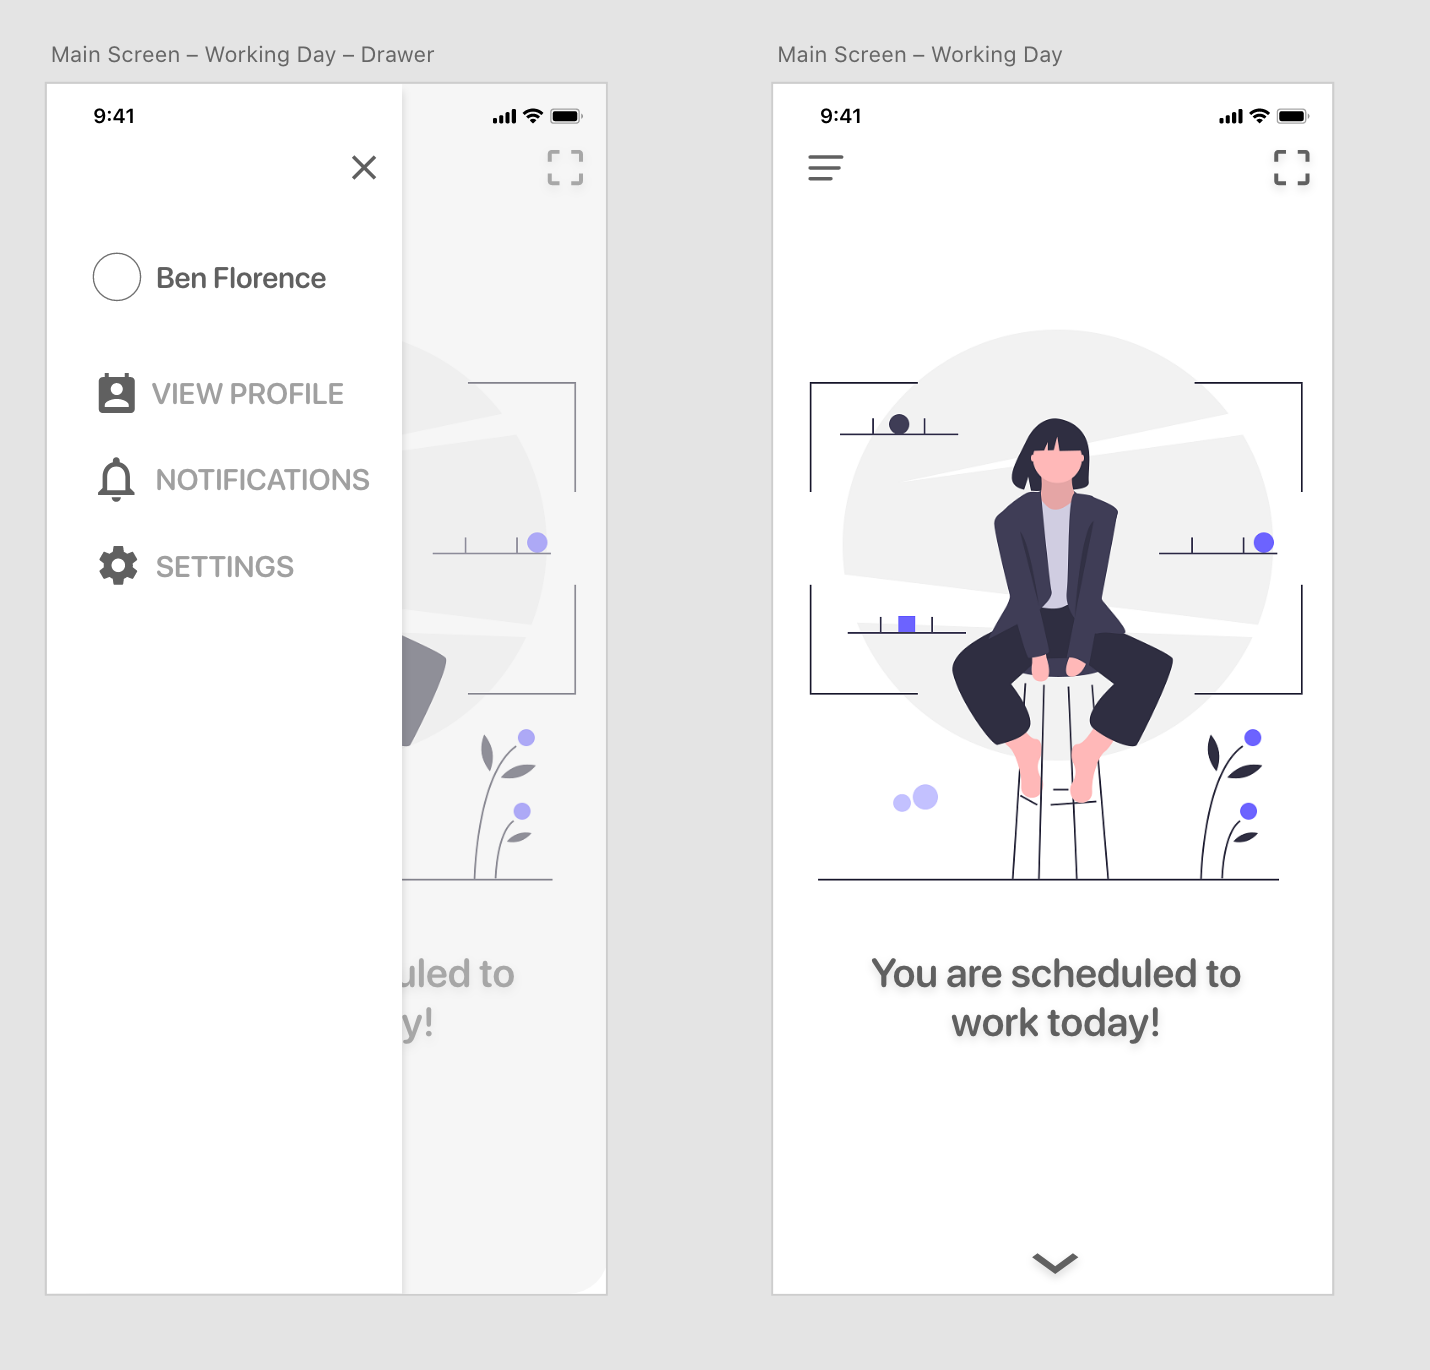 Main Screen – Working Day – Drawer
9:41
Ben Florence
VIEW PROFILE
NOTIFICATIONS
SETTINGS
uled to
y!
Main Screen – Working Day
9:41
You are scheduled to
work today!